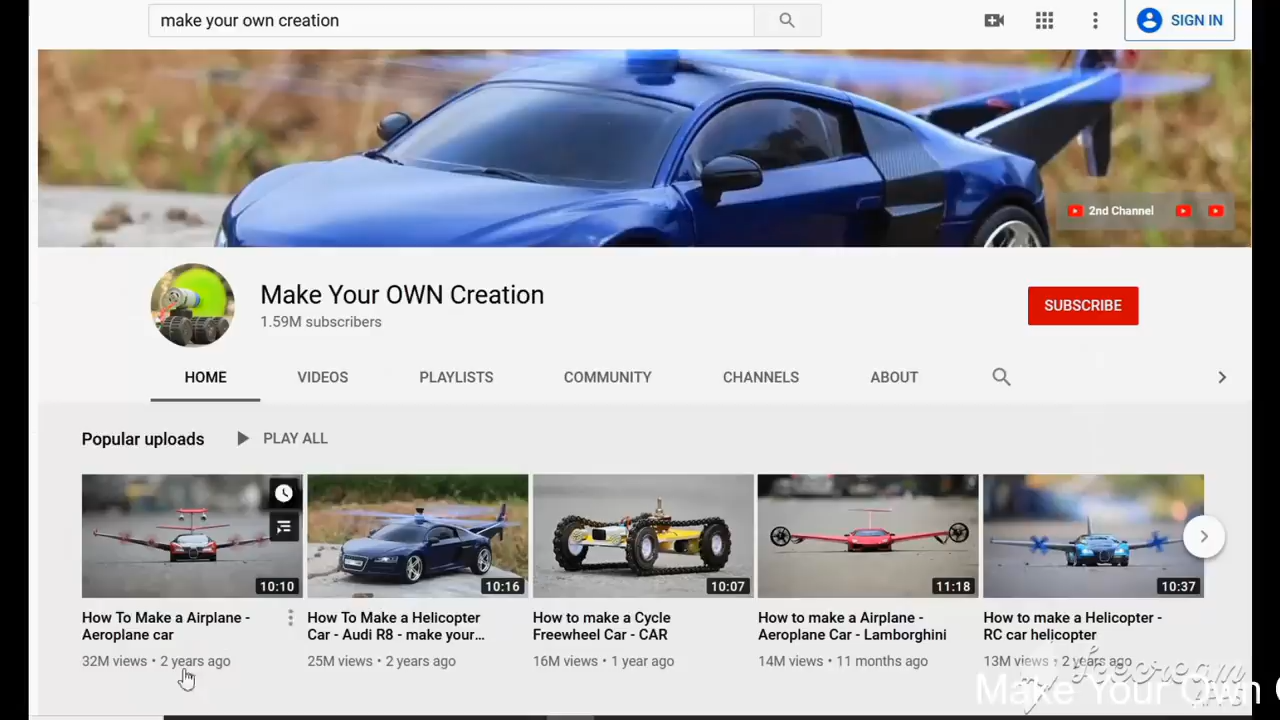 make your own creation
SIGN IN
2nd Channel
Make Your OWN Creation
1.59M subscribers
SUBSCRIBE
HOME
VIDEOS
PLAYLISTS
COMMUNITY
CHANNELS
ABOUT
Popular uploads
PLAY ALL
10:10
10:16
10:07
11:18
10:37
How To Make a Airplane -
Aeroplane car
32M views • 2 years ago
How To Make a Helicopter
Car - Audi R8 - make your...
25M views • 2 years ago
How to make a Cycle
Freewheel Car - CAR
16M views • 1 year ago
How to make a Airplane -
Aeroplane Car - Lamborghini
14M views • 11 months ago
How to make a Helicopter -
RC car helicopter
13M views • 2 years ago
Icecream
Make Your Own